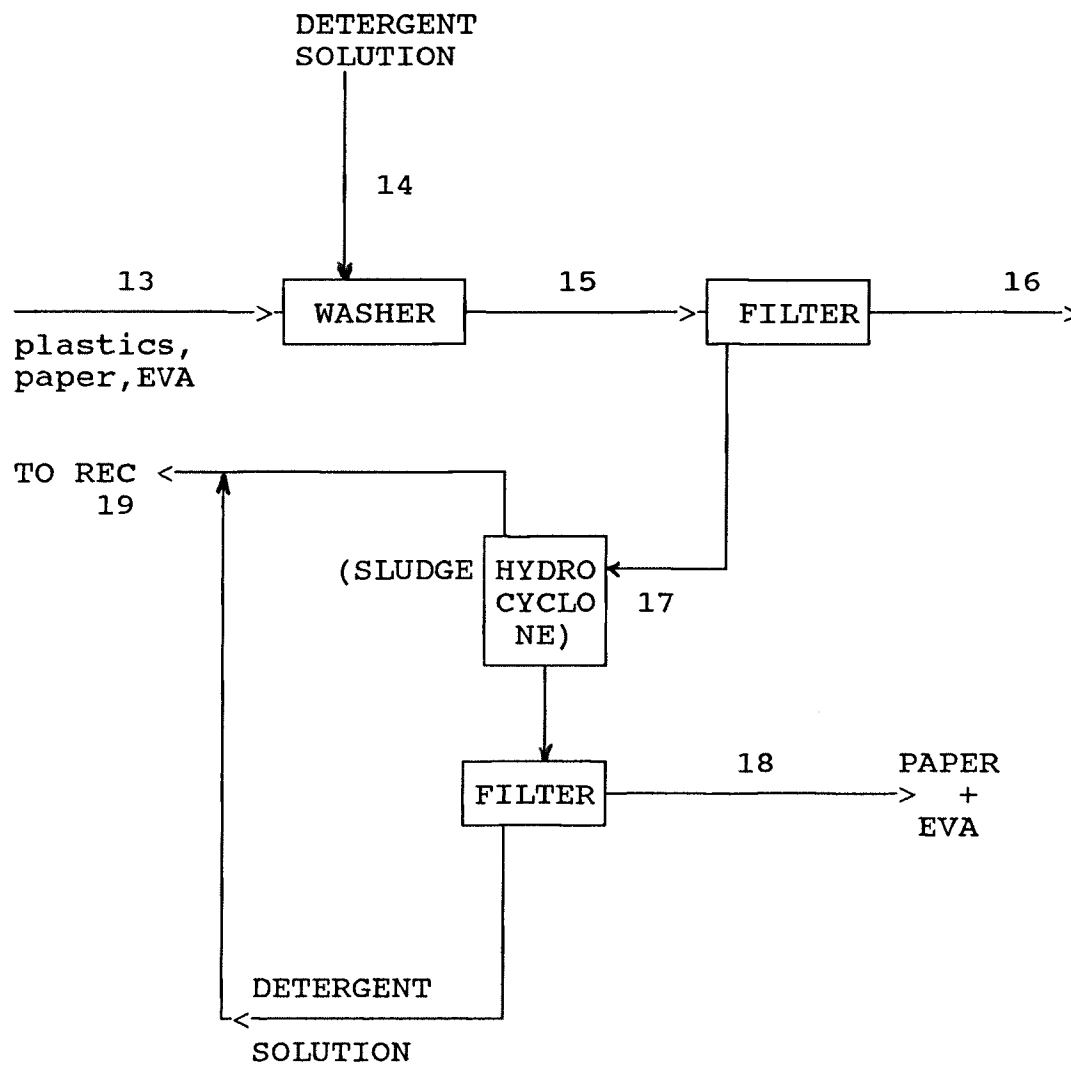 DETERGENT
SOLUTION
14
13
15
16
WASHER
FILTER
plastics,
paper,EVA
TO REC
19
(SLUDGE
HYDRO
CYCLO
NE)
17
18
PAPER
+
EVA
FILTER
DETERGENT
SOLUTION